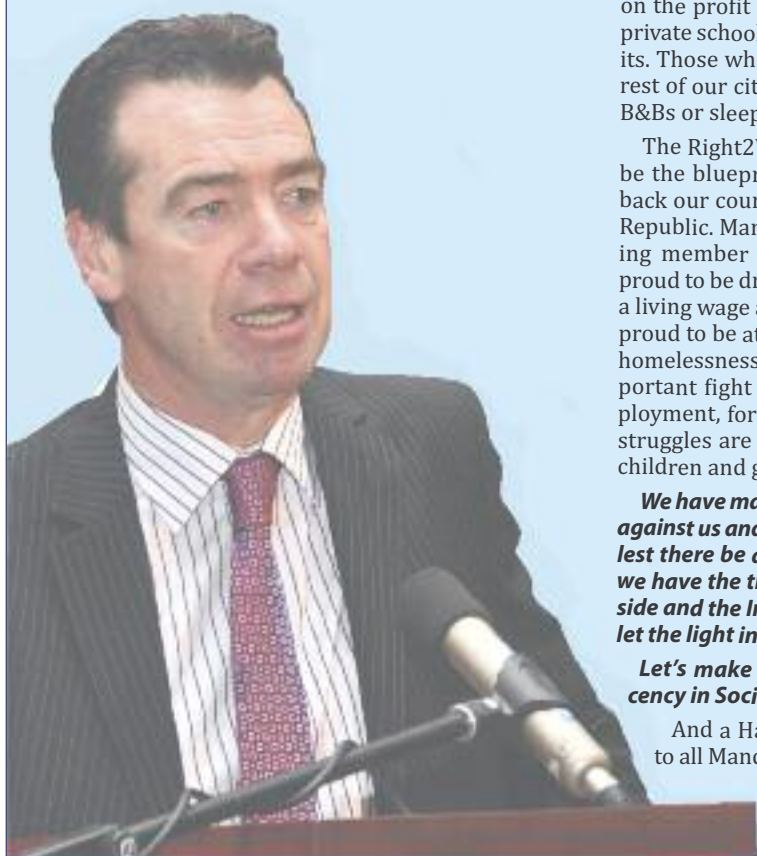 on the profit
private school
its. Those wh
rest of our cit
B&Bs or sleep
The Right2
be the bluepr
back our coun
Republic. Man
ing member
proud to be dr
a living wage a
proud to be at
homelessness
portant fight
ployment, for
struggles are
children and g
We have ma
against us and
lest there be a
we have the t
side and the I
let the light in
Let's make
cency in Soci
And a Ha
to all Mand